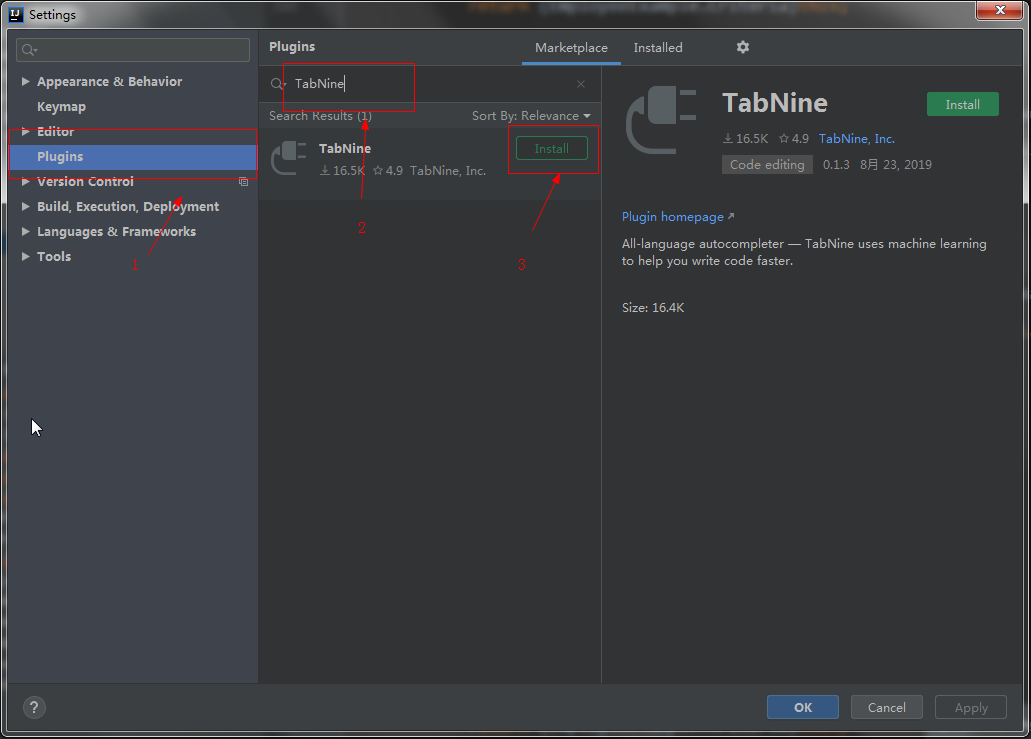 Settings
Appearance & Behavior
Keymap
Editor
Plugins
Version Control
Build, Execution, Deployment
Languages & Frameworks
Tools
1
Plugins
Marketplace
Installed
TabNine
Search Results (1)
Sort By: Relevance
TabNine
16.5K 4.9 TabNine, Inc.
Install
2
3
TabNine
Install
16.5K 4.9 TabNine, Inc.
Code editing 0.1.3 8月 23, 2019
Plugin homepage
All-language autocompleter — TabNine uses machine learning
to help you write code faster.
Size: 16.4K
?
OK
Cancel
Apply